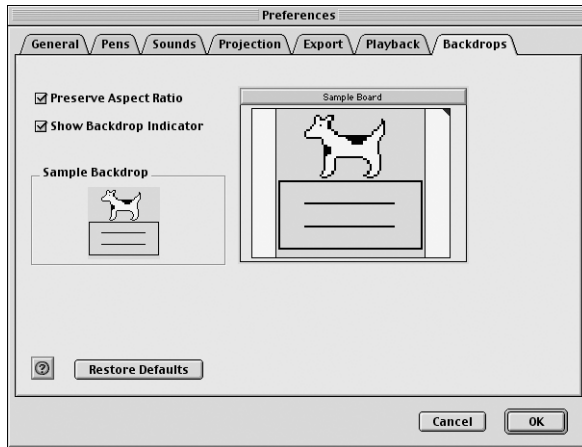 Preferences
General Pens Sounds Projection Export Playback Backdrops
Preserve Aspect Ratio
Show Backdrop Indicator
Sample Board
Sample Backdrop
?
Restore Defaults
Cancel OK